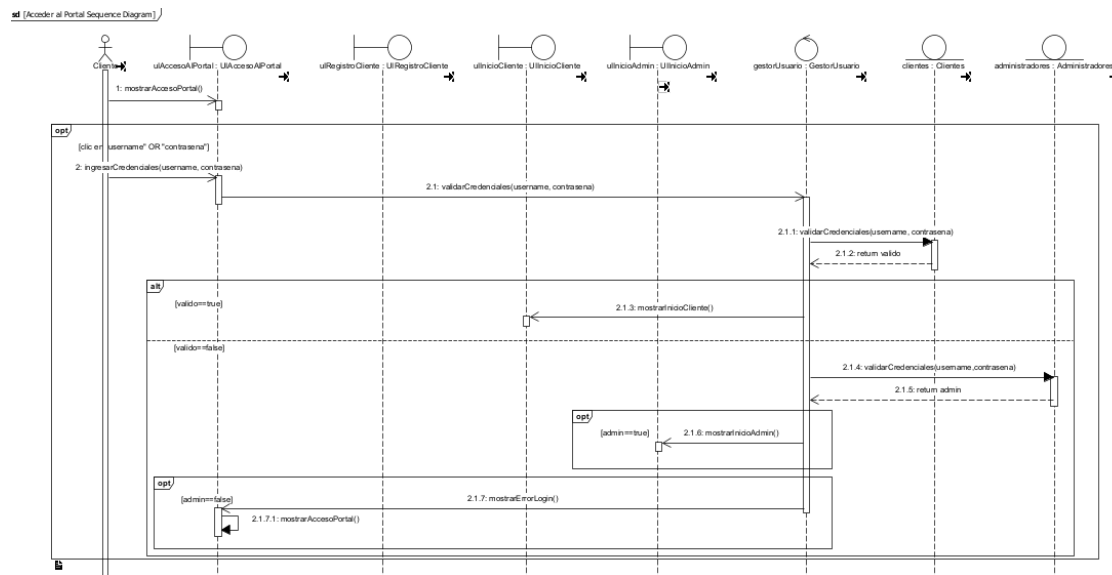 sd [Acceder al Portal Sequence Diagram]
Cliente
uIAccesoAlPortal : UIAccesoAlPortal
uIRegistroCliente : UIRegistroCliente
uIInicioCliente : UIInicioCliente
uIInicioAdmin : UIInicioAdmin
gestorUsuario : GestorUsuario
clientes : Clientes
administradores : Administradores
1: mostrarAccesoPortal()
opt
[clic en "username" OR "contrasena"]
2: ingresarCredenciales(username, contrasena)
2.1: validarCredenciales(username, contrasena)
2.1.1: validarCredenciales(username, contrasena)
2.1.2: return valido
alt
[valido==true]
2.1.3: mostrarInicioCliente()
[valido==false]
2.1.4: validarCredenciales(username,contrasena)
2.1.5: return admin
opt
[admin==true]
2.1.6: mostrarInicioAdmin()
opt
[admin==false]
2.1.7: mostrarErrorLogin()
2.1.7.1: mostrarAccesoPortal()